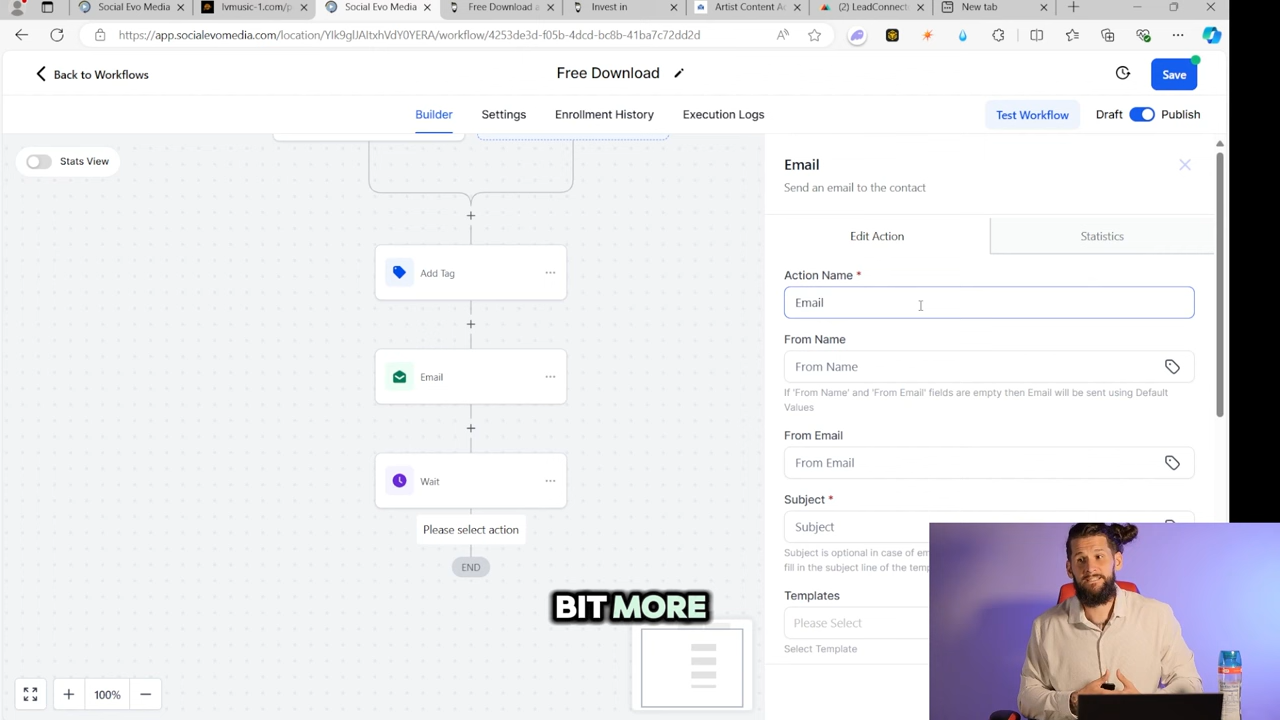 Social Evo Media
lvmusic-1.com/p
Social Evo Media
Free Download a
Invest in
Artist Content A
(2) LeadConnect
New tab
https://app.socialevomedia.com/location/YIk9glJAItxhVdY0YERA/workflow/4259de3d-f05b-4dcd-bc8b-41ba7c72dd2d
Back to Workflows
Free Download
Save
Builder
Settings
Enrollment History
Execution Logs
Test Workflow
Draft
Publish
Stats View
Email
Send an email to the contact
Edit Action
Statistics
Add Tag
Email
Wait
Please select action
END
Action Name *
Email
From Name
From Name
If 'From Name' and 'From Email' fields are empty then Email will be sent using Default
Values
From Email
From Email
Subject *
Subject
Subject is optional in case of em
fill in the subject line of the temp
Templates
Please Select
Select Template
BIT MORE
100%